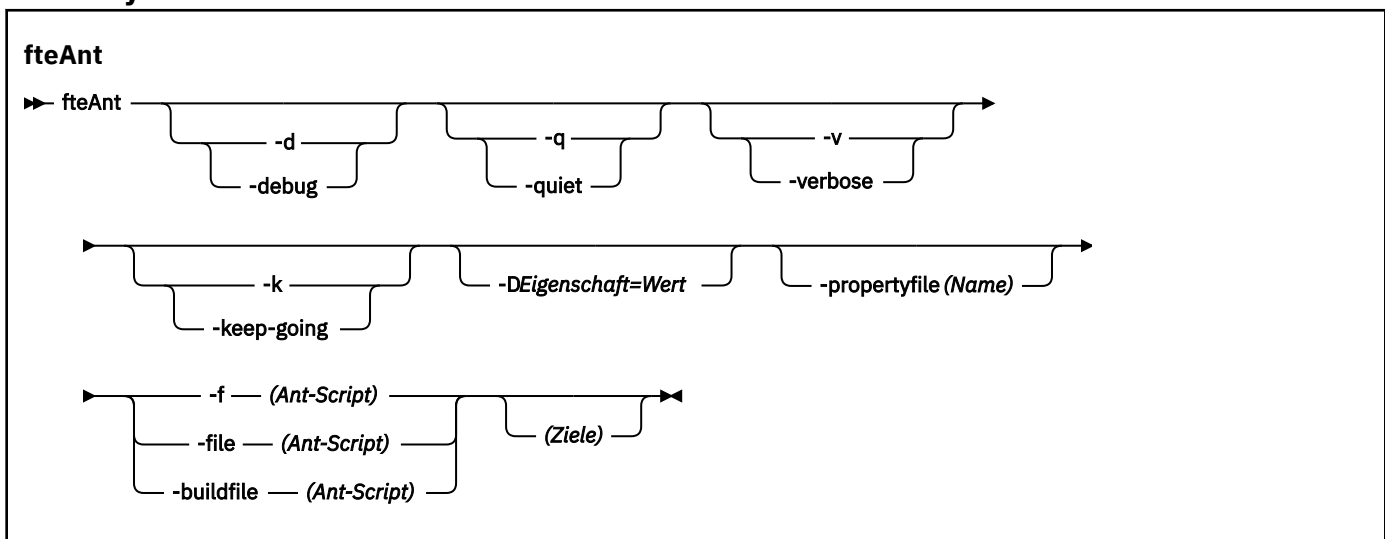 fteAnt
fteAnt
-d
-debug
-q
-quiet
-v
-verbose
-k
-keep-going
-DEigenschaft=Wert
-propertyfile (Name)
-f (Ant-Script)
-file (Ant-Script)
-buildfile (Ant-Script)
(Ziele)